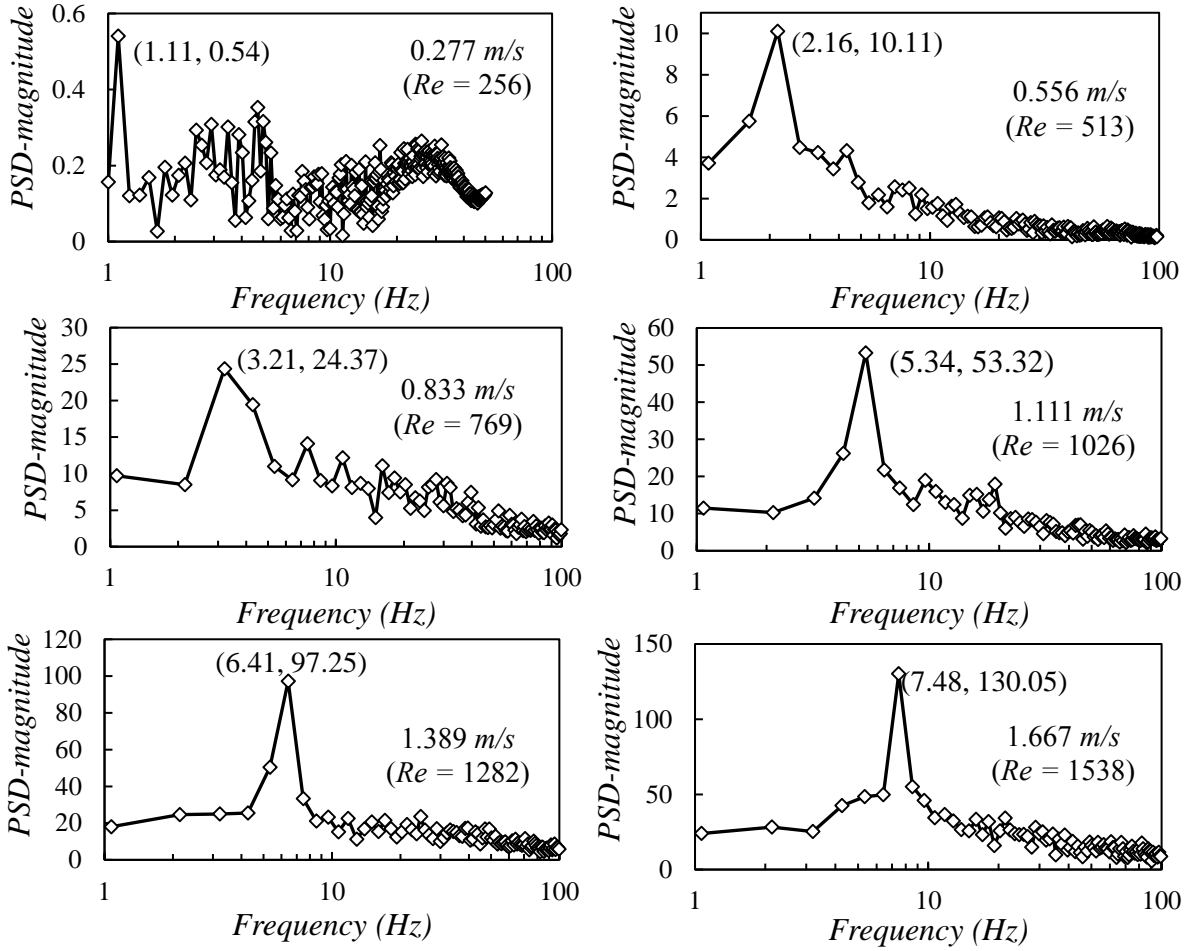 PSD-magnitude
0.6
0.4
0.2
0
(1.11, 0.54)
0.277 m/s
(Re = 256)
1
10
100
Frequency (Hz)
PSD-magnitude
10
8
6
4
2
0
(2.16, 10.11)
0.556 m/s
(Re = 513)
1
10
100
Frequency (Hz)
PSD-magnitude
30
25
20
15
10
5
0
(3.21, 24.37)
0.833 m/s
(Re = 769)
1
10
100
Frequency (Hz)
PSD-magnitude
60
50
40
30
20
10
0
(5.34, 53.32)
1.111 m/s
(Re = 1026)
1
10
100
Frequency (Hz)
PSD-magnitude
120
100
80
60
40
20
0
(6.41, 97.25)
1.389 m/s
(Re = 1282)
1
10
100
Frequency (Hz)
PSD-magnitude
150
100
50
0
(7.48, 130.05)
1.667 m/s
(Re = 1538)
1
10
100
Frequency (Hz)